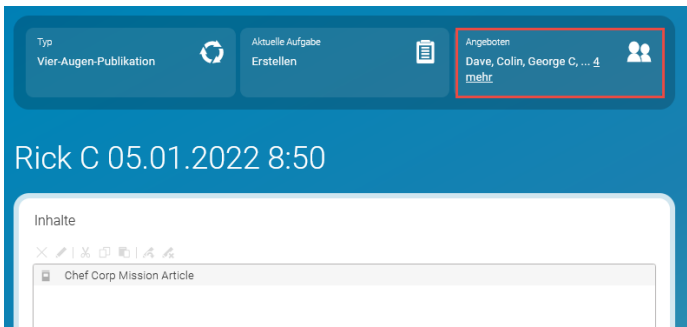 Typ
Vier-Augen-Publikation
Aktuelle Aufgabe
Erstellen
Angeboten
Dave, Colin, George C, ... 4
mehr
Rick C 05.01.2022 8:50
Inhalte
Chef Corp Mission Article